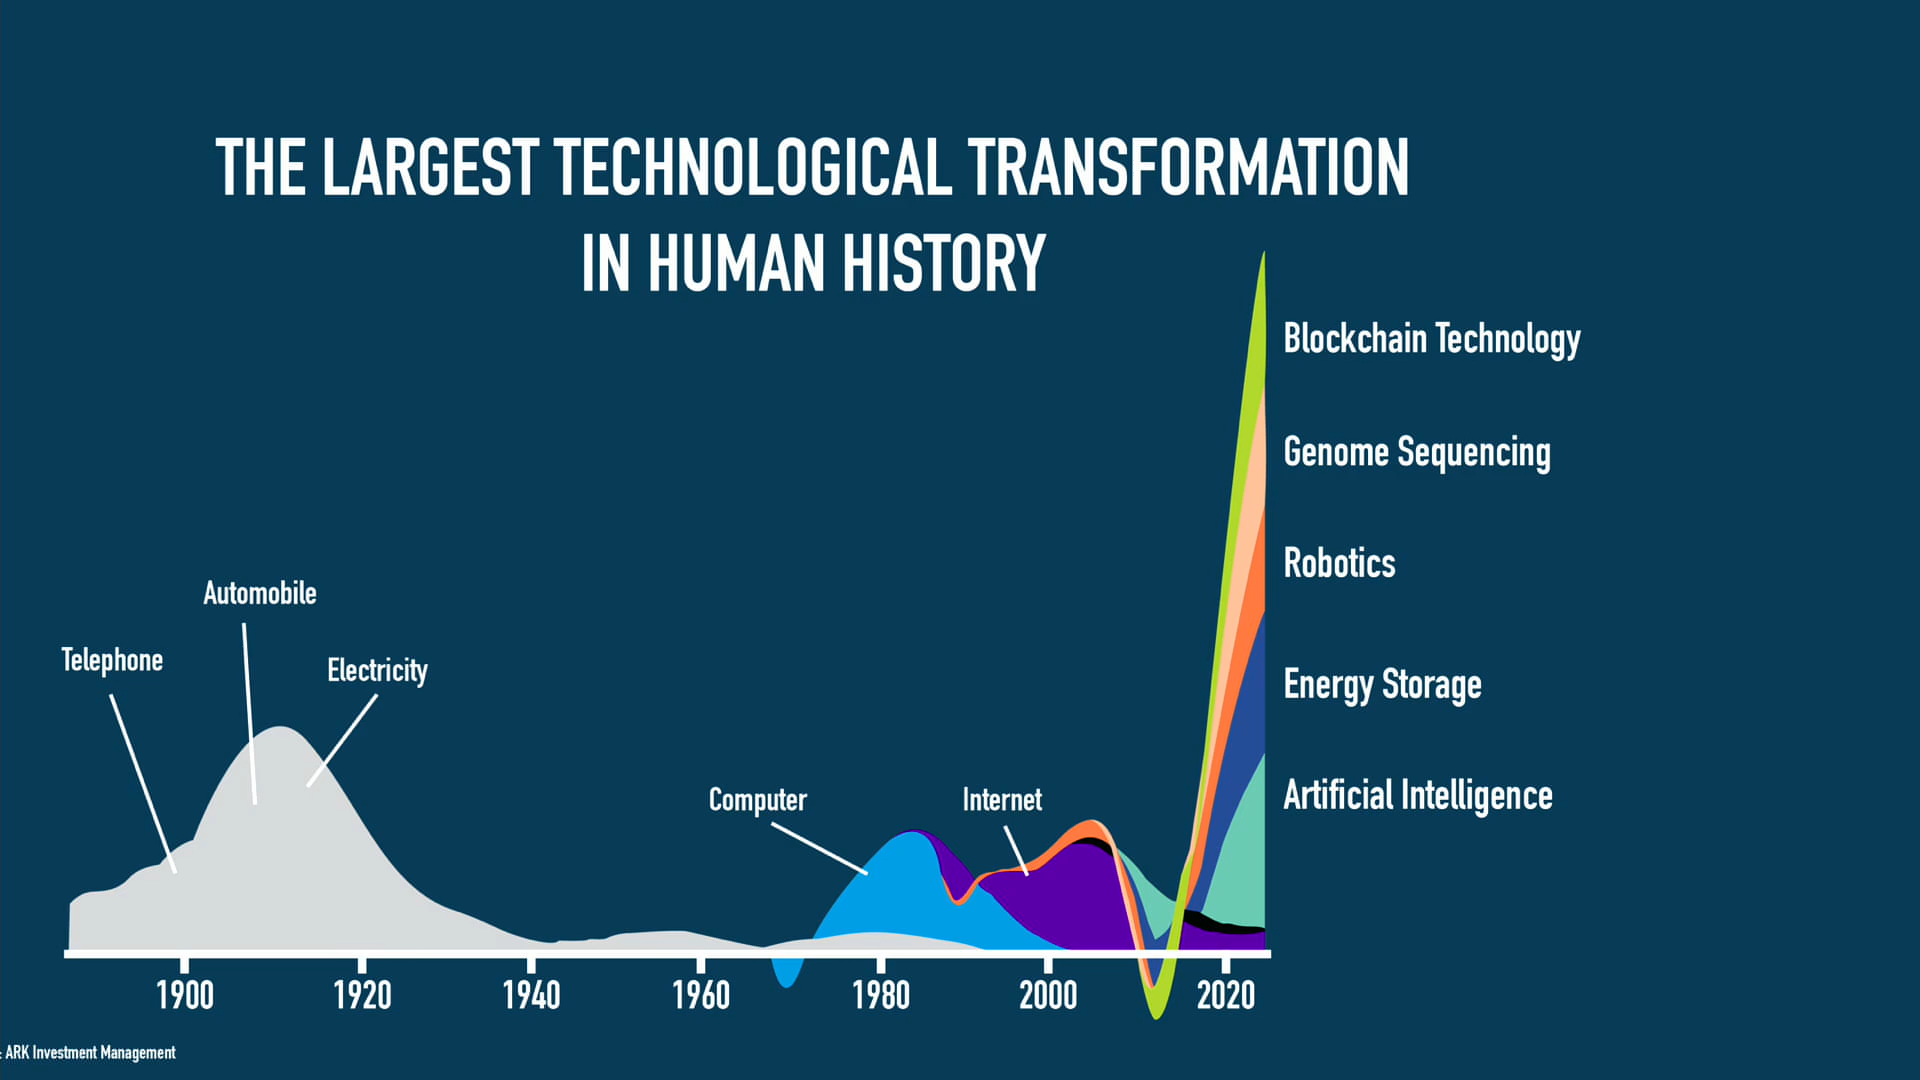 THE LARGEST TECHNOLOGICAL TRANSFORMATION
IN HUMAN HISTORY
Blockchain Technology
Genome Sequencing
Robotics
Energy Storage
Artificial Intelligence
Automobile
Telephone
Electricity
Computer
Internet
1900
1920
1940
1960
1980
2000
2020
: ARK Investment Management